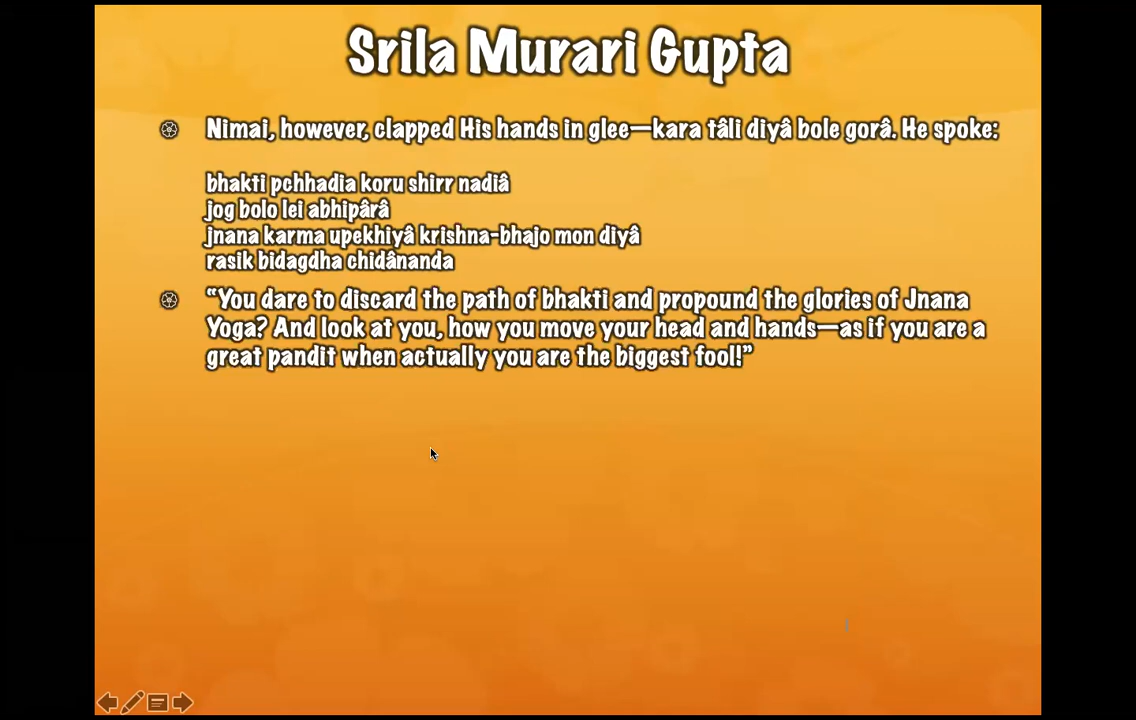 Srila Murari Gupta
Nimai, however, clapped His hands in glee—kara tâli diyâ bole gorâ. He spoke:
bhakti pchhadia koru shirr nadiâ
jog bolo lei abhipârâ
jnana karma upekhiyâ krishna-bhajo mon diyâ
rasik bidagdha chidânanda
“You dare to discard the path of bhakti and propound the glories of Jnana
Yoga? And look at you, how you move your head and hands—as if you are a
great pandit when actually you are the biggest fool!”